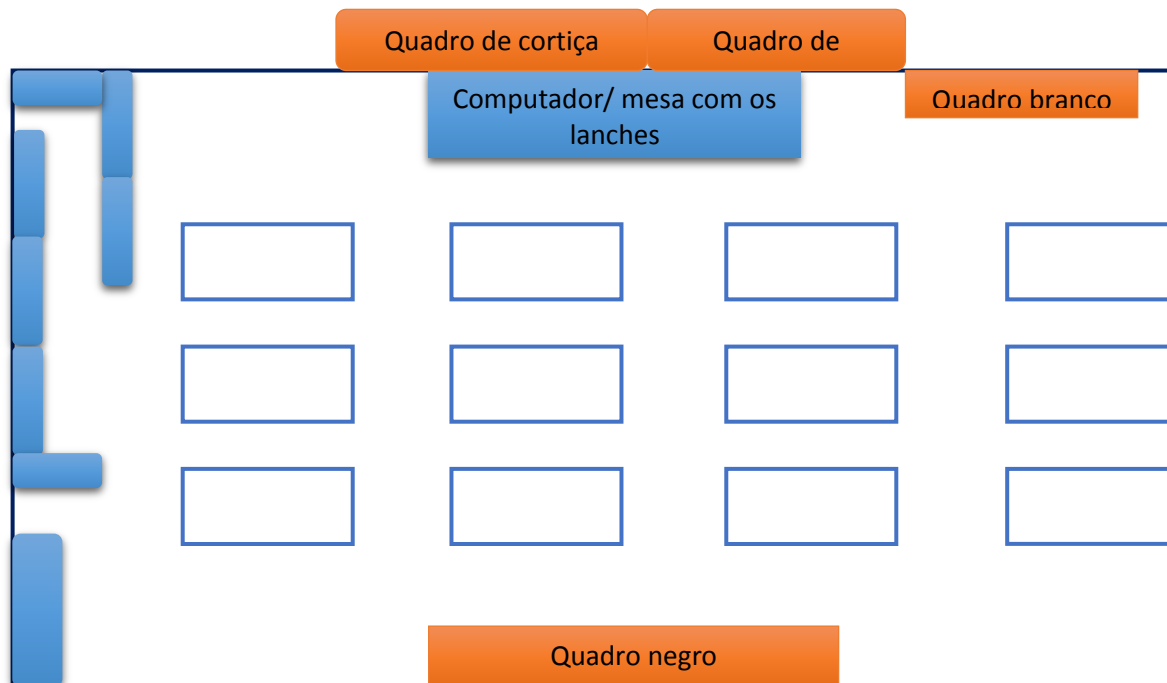 Quadro de cortiça
Quadro de
Quadro branco
Computador/ mesa com os
lanches
Quadro negro